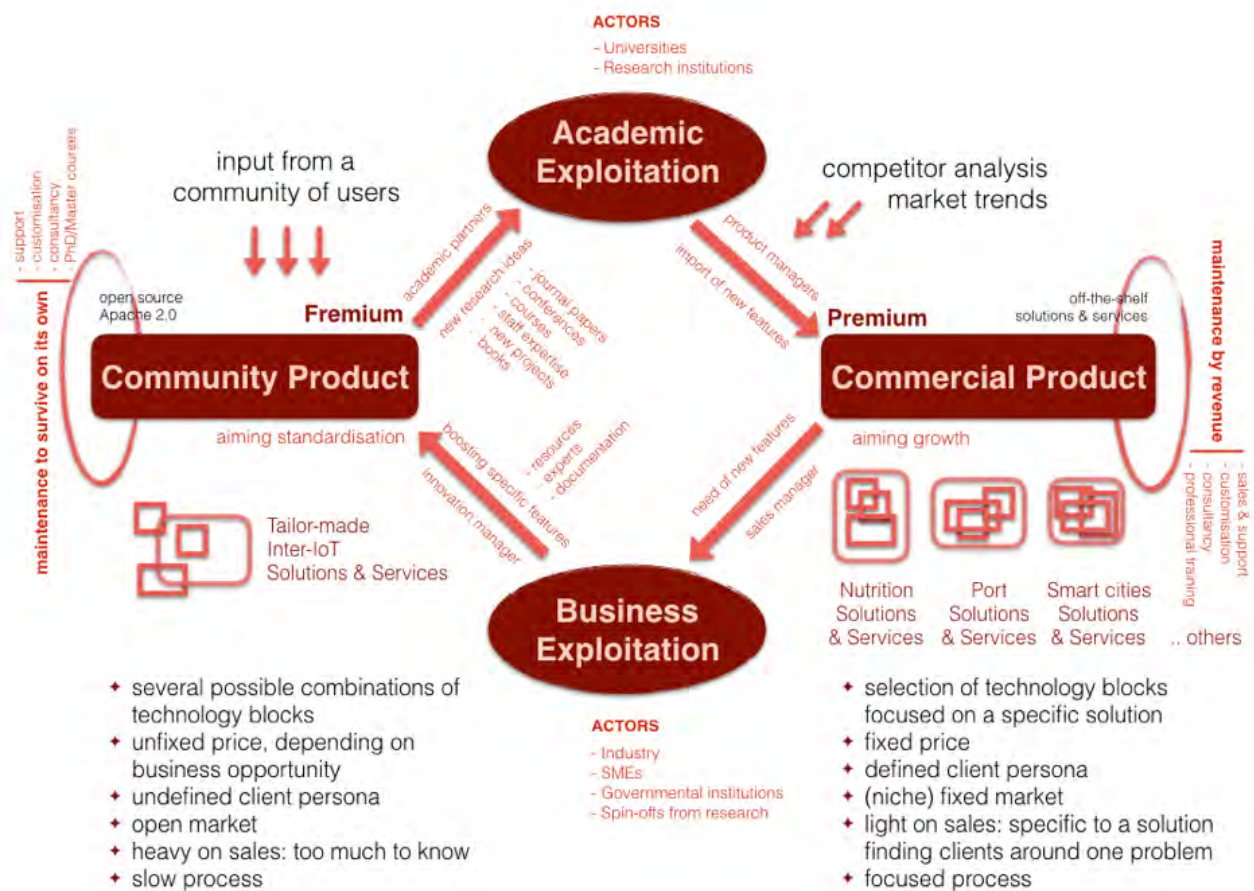 ACTORS
- Universities
- Research institutions
Academic
Exploitation
input from a
community of users
competitor analysis
market trends
- support
- customisation
- consultancy
- PhD/Master courses
maintenance to survive on its own
open source
Apache 2.0
Fremium
Community Product
aiming standardisation
academic partners
new research ideas
- journal papers
- conferences
- courses
- staff expertise
- new projects
- books
product managers
import of new features
Premium
off-the-shelf
solutions & services
Commercial Product
aiming growth
maintenance by revenue
- sales & support
- customisation
- consultancy
- professional training
boosting specific features
innovation manager
- resources
- experts
- documentation
need of new features
sales manager
Tailor-made
Inter-IoT
Solutions & Services
Business
Exploitation
Nutrition
Solutions
& Services
Port
Solutions
& Services
Smart cities
Solutions
& Services
.. others
✦ several possible combinations of
technology blocks
✦ unfixed price, depending on
business opportunity
✦ undefined client persona
✦ open market
✦ heavy on sales: too much to know
✦ slow process
ACTORS
- Industry
- SMEs
- Governmental institutions
- Spin-offs from research
✦ selection of technology blocks
focused on a specific solution
✦ fixed price
✦ defined client persona
✦ (niche) fixed market
✦ light on sales: specific to a solution
finding clients around one problem
✦ focused process